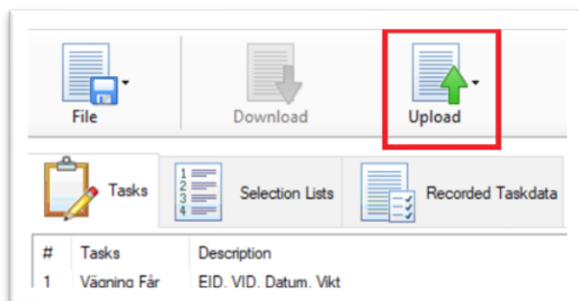 File Download Upload
Tasks Selection Lists Recorded Taskdata
# Tasks Description
1 Vägning Får EID, VID, Datum, Vikt